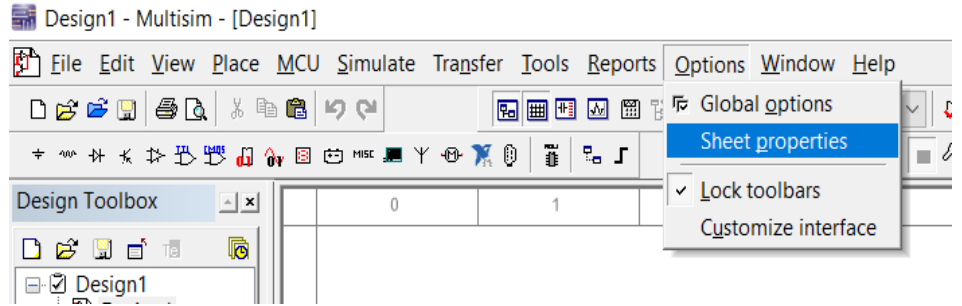 Design1 - Multisim - [Design1]
File Edit View Place MCU Simulate Transfer Tools Reports Options Window Help
Global options
Sheet properties
MISC
Lock toolbars
Design Toolbox
0 1
Customize interface
Design1